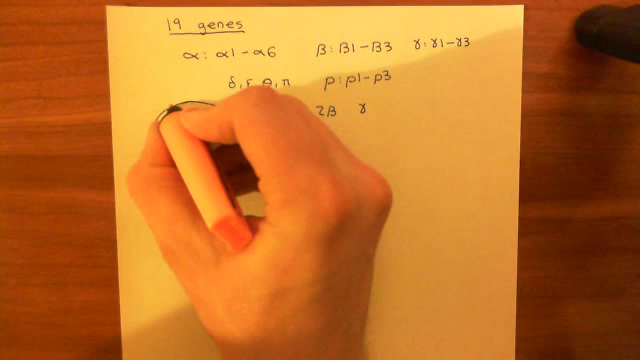 19 genes
α : α1 – α6 β : β1 – β3 γ : γ1 – γ3
δ, ε, θ, π ρ : ρ1 – ρ3
2β γ